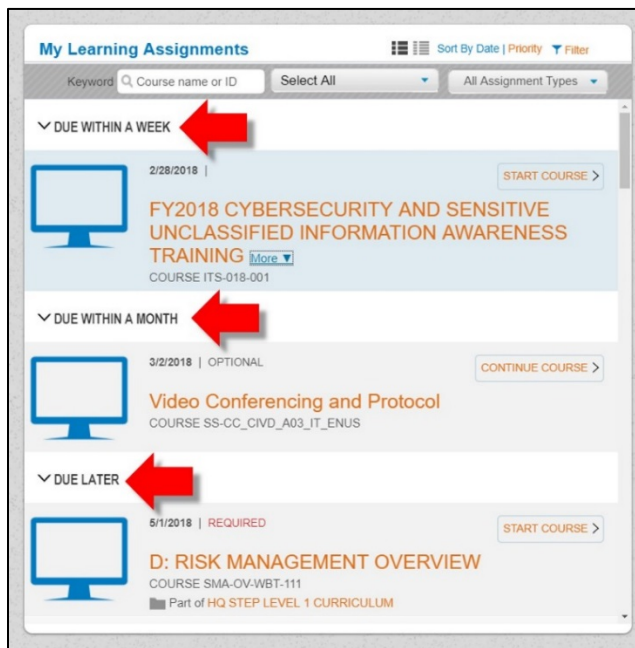 My Learning Assignments Sort By Date | Priority Filter
Keyword Course name or ID Select All All Assignment Types
DUE WITHIN A WEEK
2/28/2018 | START COURSE >
FY2018 CYBERSECURITY AND SENSITIVE
UNCLASSIFIED INFORMATION AWARENESS
TRAINING More ▼
COURSE ITS-018-001
DUE WITHIN A MONTH
3/2/2018 | OPTIONAL CONTINUE COURSE >
Video Conferencing and Protocol
COURSE SS-CC_CIVD_A03_IT_ENUS
DUE LATER
5/1/2018 | REQUIRED START COURSE >
D: RISK MANAGEMENT OVERVIEW
COURSE SMA-OV-WBT-111
Part of HQ STEP LEVEL 1 CURRICULUM